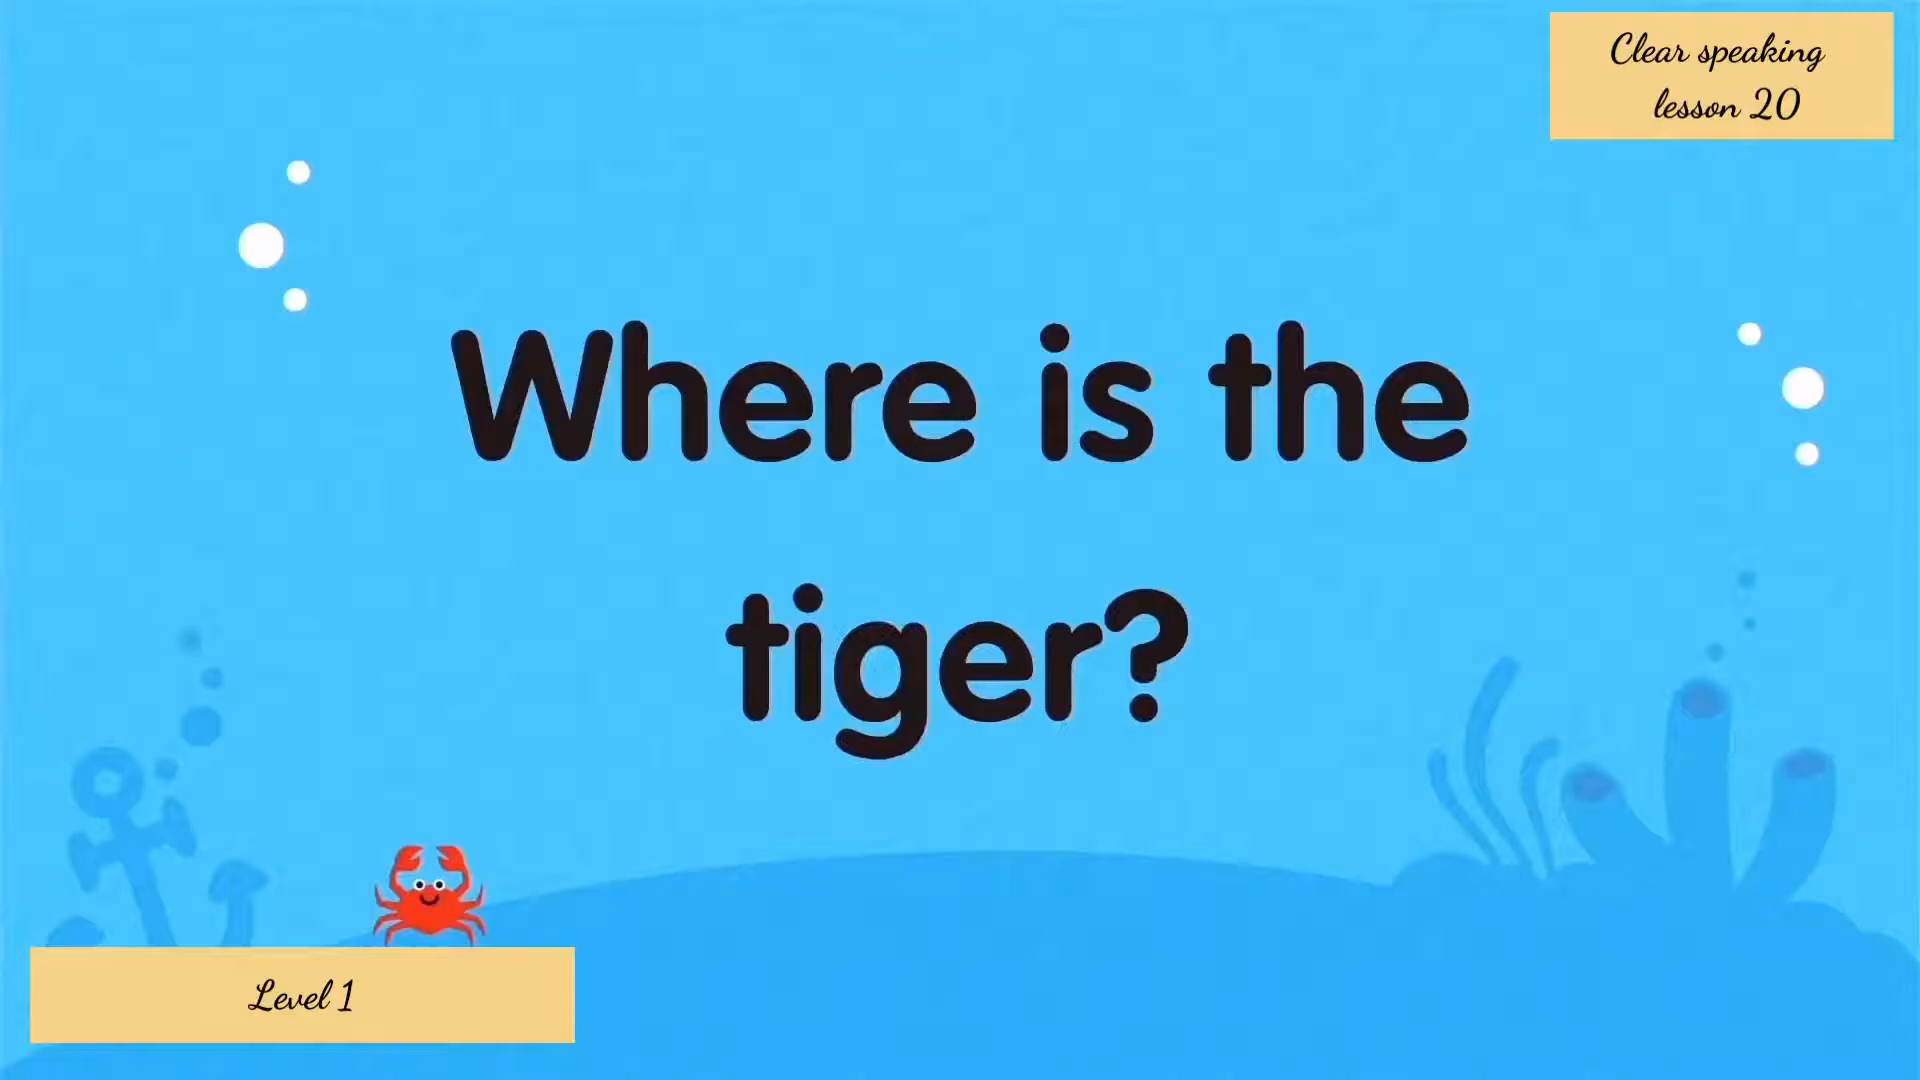 Clear speaking
lesson 20
Where is the
tiger?
Level 1